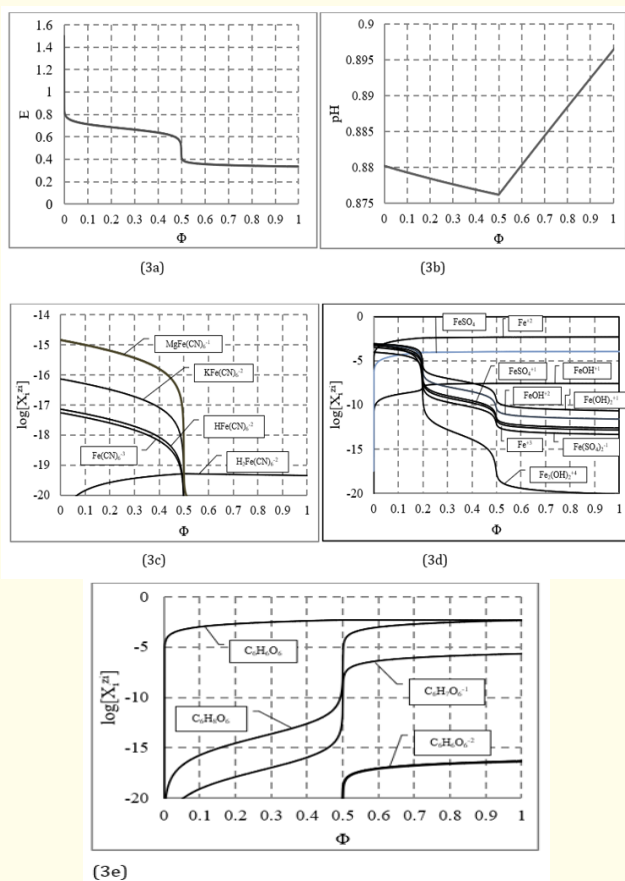 1.6
1.4
1.2
1
0.8
0.6
0.4
0.2
0
E
0 0.1 0.2 0.3 0.4 0.5 0.6 0.7 0.8 0.9 1
Φ
(3a)
0.9
0.895
0.89
0.885
0.88
0.875
pH
0 0.1 0.2 0.3 0.4 0.5 0.6 0.7 0.8 0.9 1
Φ
(3b)
-14
-15
-16
-17
-18
-19
-20
log[Xᵢᶻⁱ]
MgFe(CN)₆⁻¹
KFe(CN)₆⁻²
HFe(CN)₆⁻²
Fe(CN)₆⁻³
H₂Fe(CN)₆⁻²
0 0.1 0.2 0.3 0.4 0.5 0.6 0.7 0.8 0.9 1
Φ
(3c)
0
-5
-10
-15
-20
log[Xᵢᶻⁱ]
FeSO₄
Fe⁺²
FeSO₄⁺¹
FeOH⁺¹
FeOH⁺²
Fe(OH)₂⁺¹
Fe⁺³
Fe(SO₄)₂⁻¹
Fe₂(OH)₂⁺⁴
0 0.1 0.2 0.3 0.4 0.5 0.6 0.7 0.8 0.9 1
Φ
(3d)
0
-5
-10
-15
-20
log[Xᵢᶻⁱ]
C₆H₆O₆
C₆H₈O₆
C₆H₇O₆⁻¹
C₆H₆O₆⁻²
0 0.1 0.2 0.3 0.4 0.5 0.6 0.7 0.8 0.9 1
Φ
(3e)